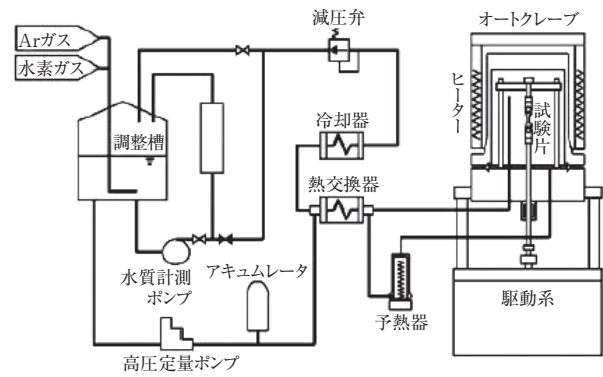 Arガス
水素ガス
調整槽
水質計測
ポンプ
高圧定量ポンプ
アキュムレータ
減圧弁
冷却器
熱交換器
予熱器
オートクレーブ
ヒーター
試験片
駆動系